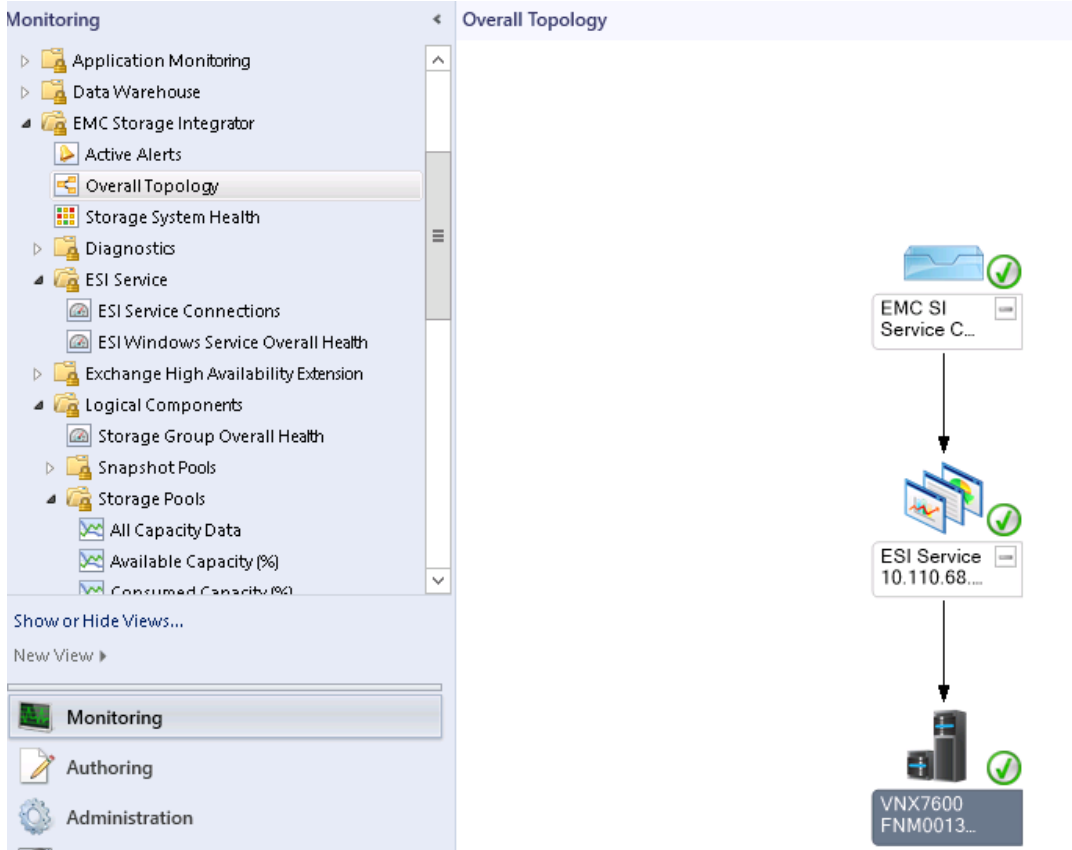 Monitoring
Application Monitoring
Data Warehouse
EMC Storage Integrator
Active Alerts
Overall Topology
Storage System Health
Diagnostics
ESI Service
ESI Service Connections
ESI Windows Service Overall Health
Exchange High Availability Extension
Logical Components
Storage Group Overall Health
Snapshot Pools
Storage Pools
All Capacity Data
Available Capacity (%)
Consumed Capacity (%)
Show or Hide Views...
New View
Monitoring
Authoring
Administration
Overall Topology
EMC SI
Service C...
ESI Service
10.110.68....
VNX7600
FNM0013...